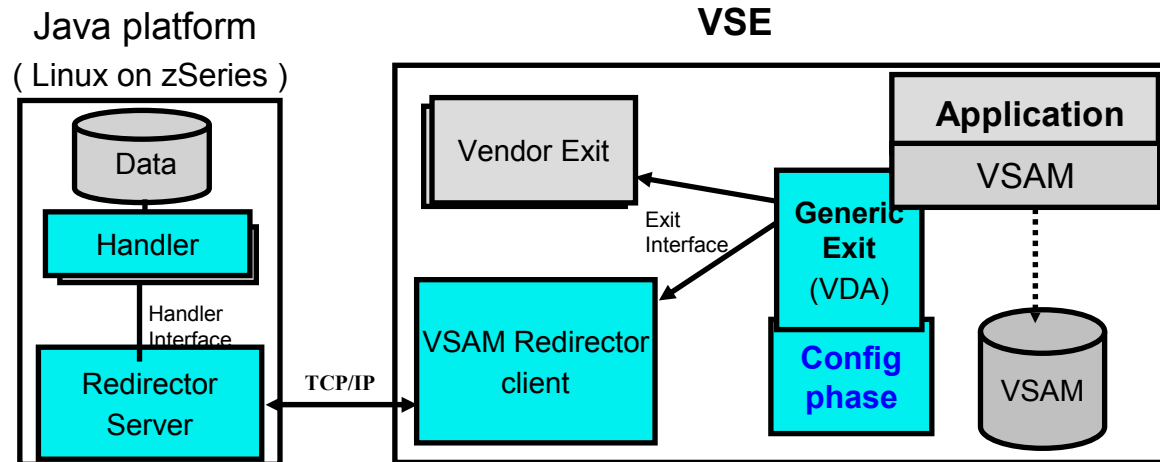 Java platform
( Linux on zSeries )
Data
Handler
Handler
Interface
Redirector
Server
TCP/IP
VSE
Vendor Exit
Exit
Interface
VSAM Redirector
client
Generic
Exit
(VDA)
Config
phase
Application
VSAM
VSAM